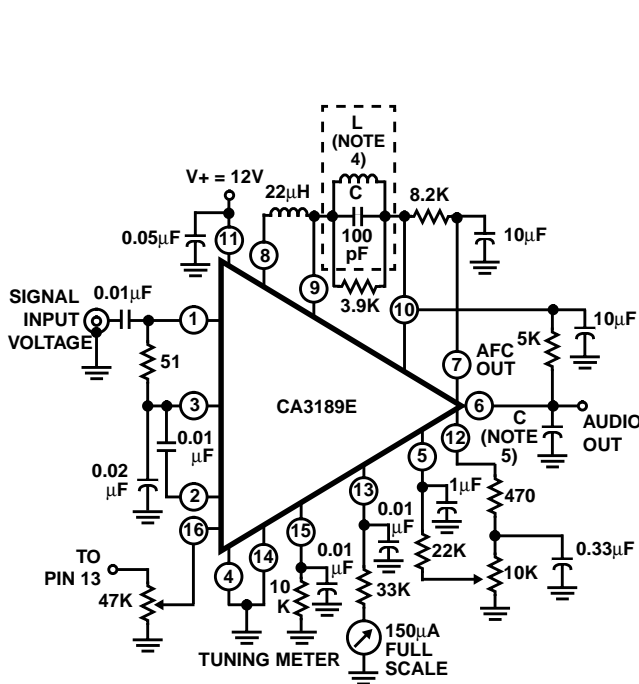 L
(NOTE
4)
V+ = 12V
22μH
C
8.2K
0.05μF
11
8
100
pF
10μF
9
3.9K
10
SIGNAL
INPUT
VOLTAGE
0.01μF
1
10μF
5K
51
7
AFC
OUT
3
CA3189E
6
C
(NOTE
5)
AUDIO
OUT
12
0.01
μF
5
0.02
μF
2
13
1μF
470
16
15
0.01
μF
22K
0.33μF
TO
PIN 13
4
14
0.01
μF
10K
47K
10
K
33K
150μA
FULL
SCALE
TUNING METER